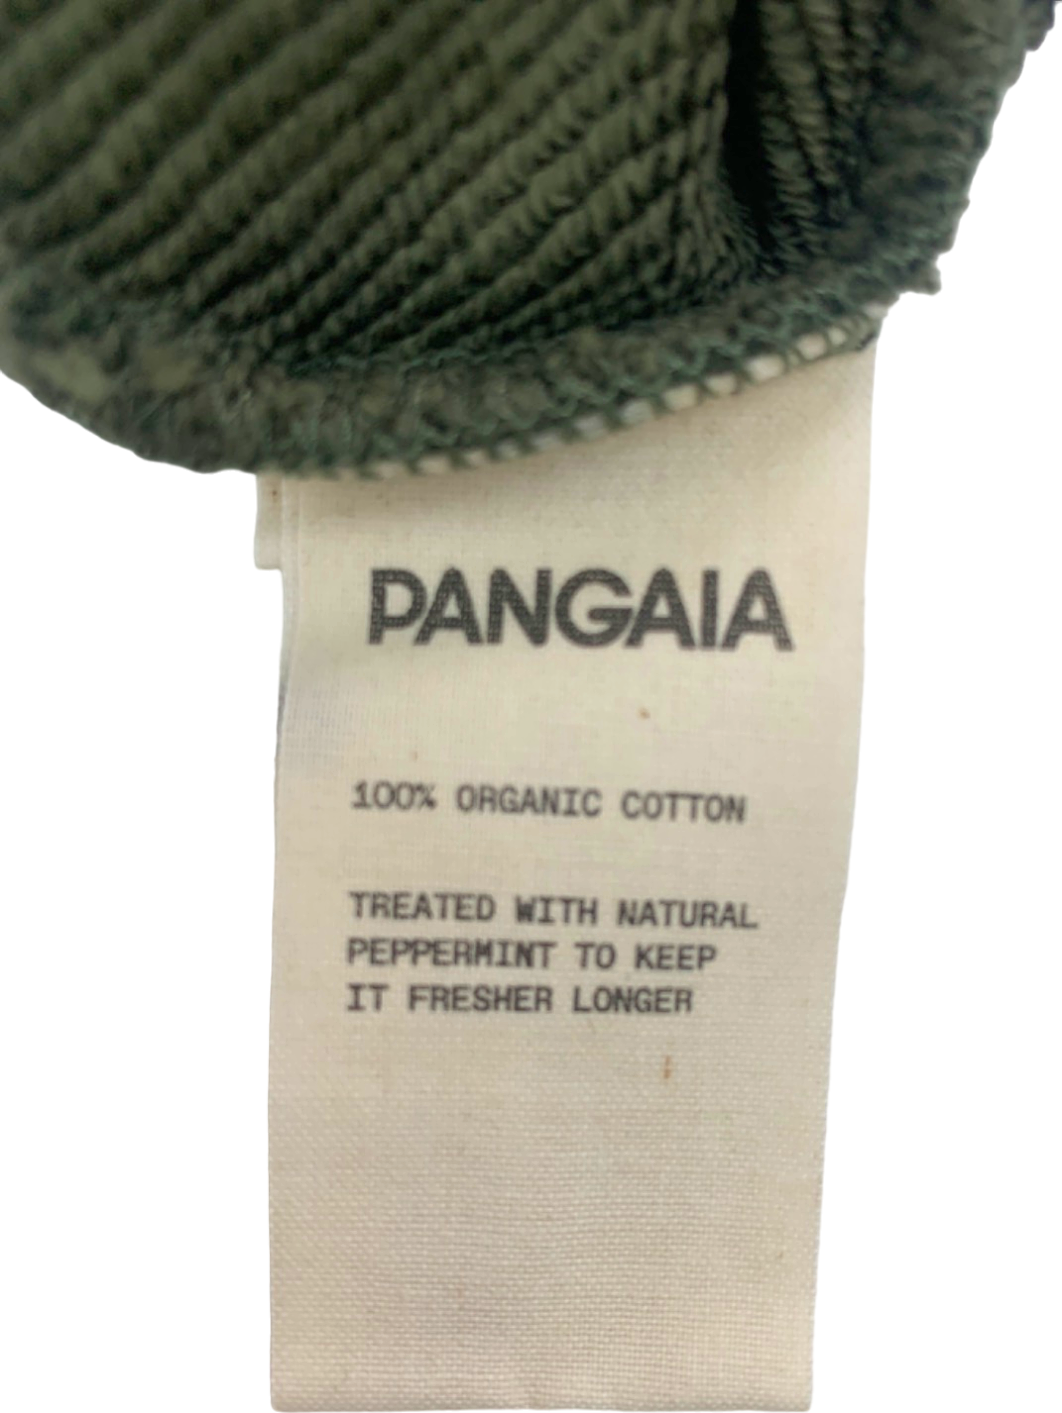 PANGAIA
100% ORGANIC COTTON
TREATED WITH NATURAL
PEPPERMINT TO KEEP
IT FRESHER LONGER